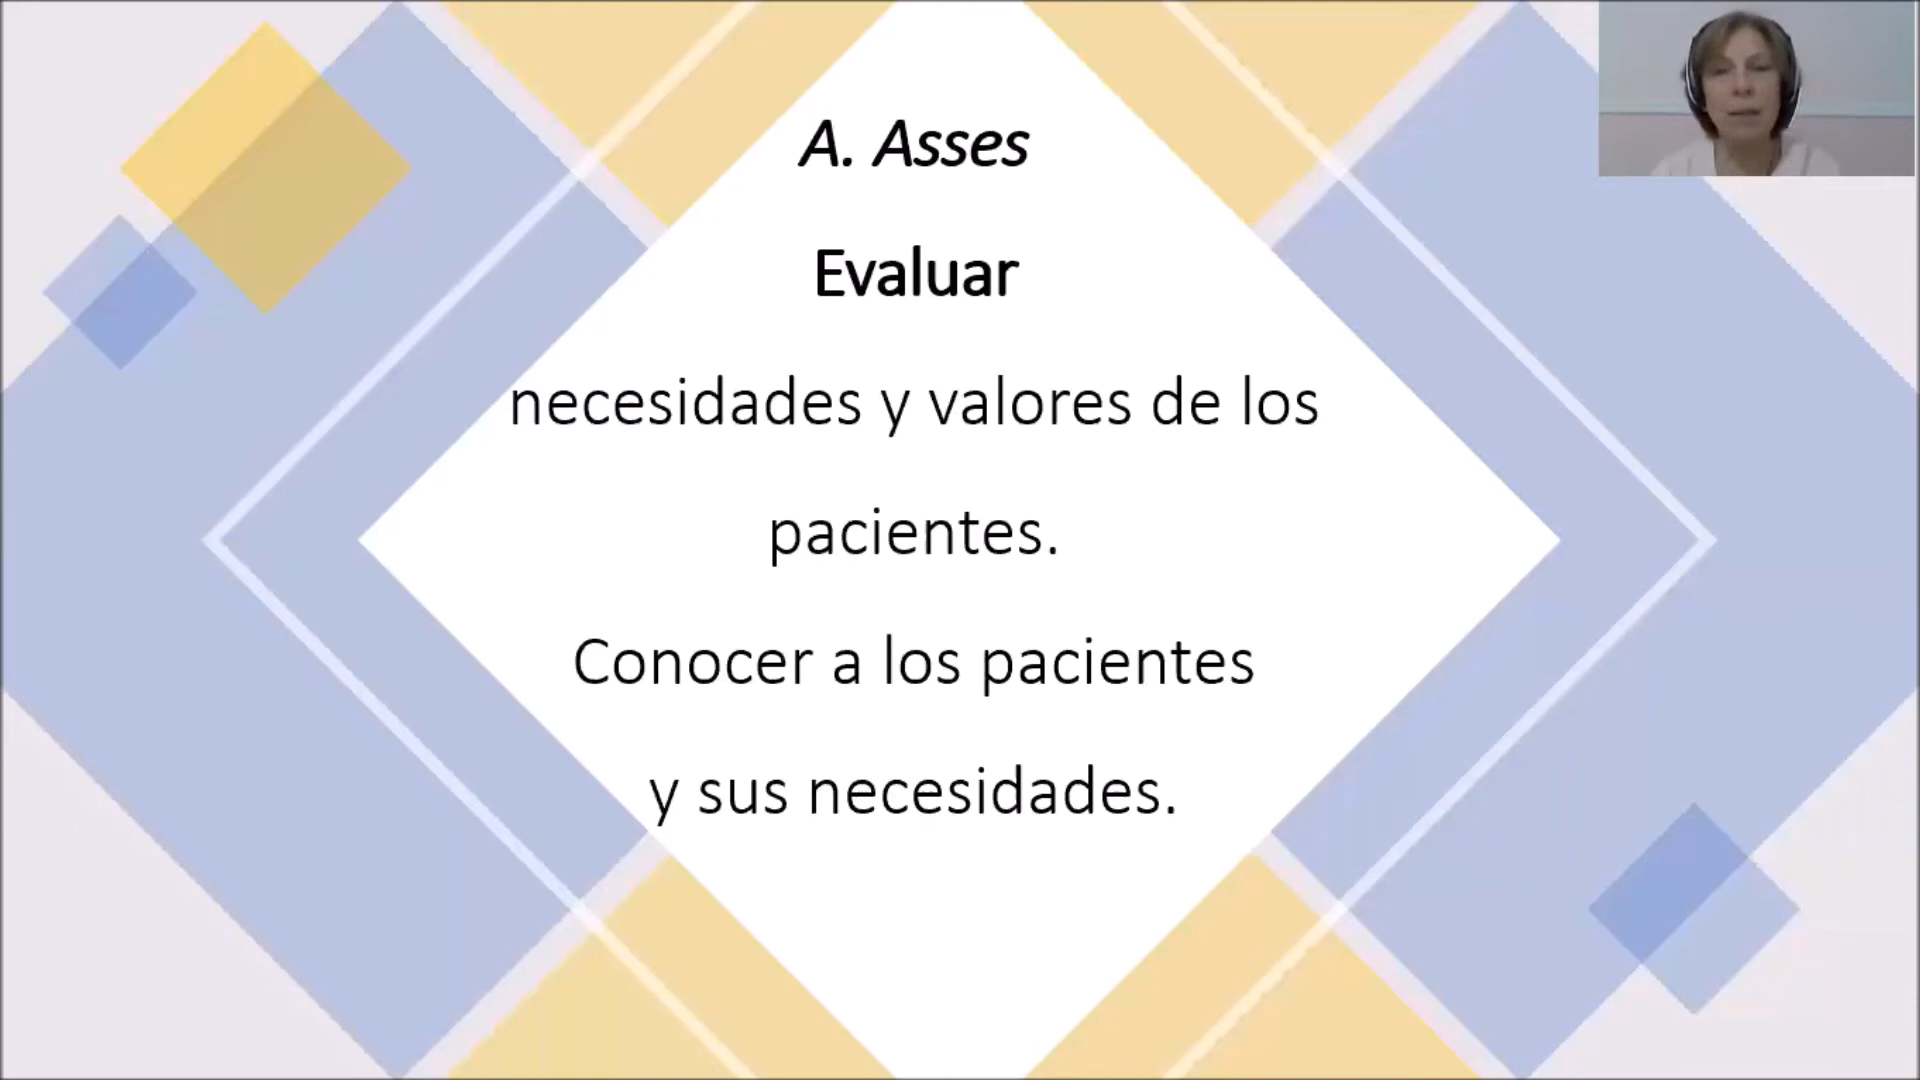 A. Asses
Evaluar
necesidades y valores de los
pacientes.
Conocer a los pacientes
y sus necesidades.